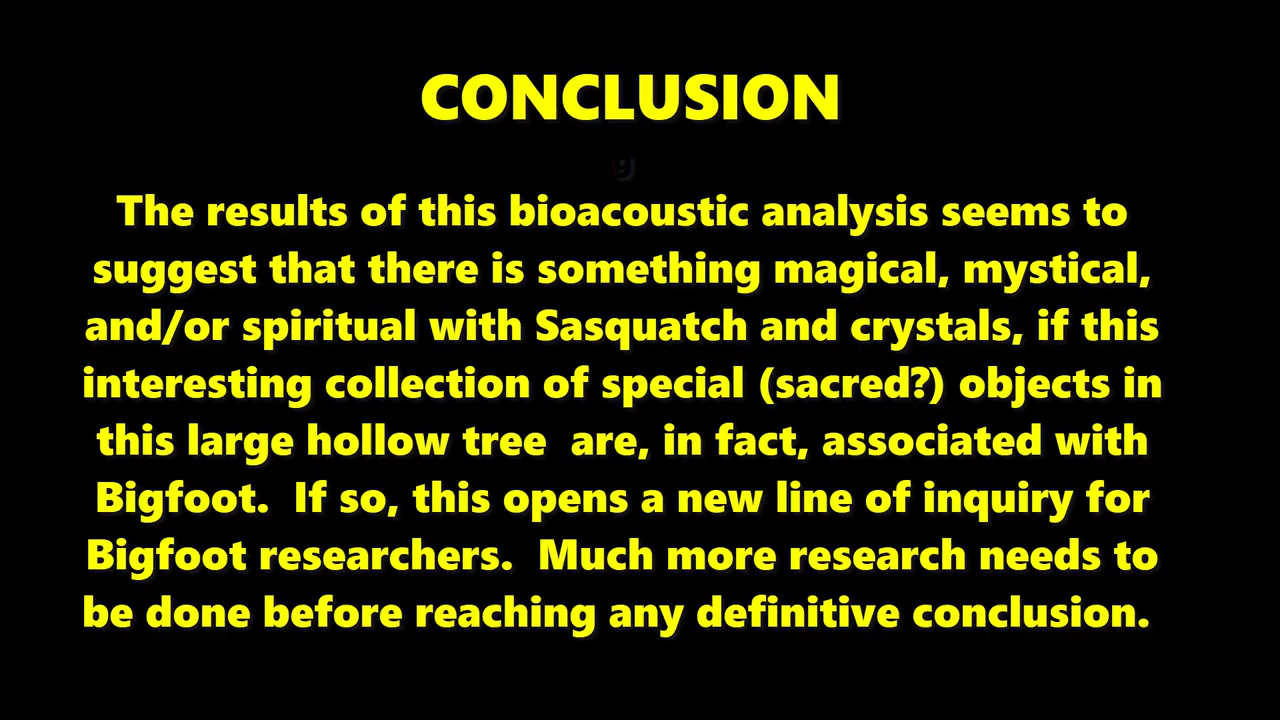 CONCLUSION
g
The results of this bioacoustic analysis seems to
suggest that there is something magical, mystical,
and/or spiritual with Sasquatch and crystals, if this
interesting collection of special (sacred?) objects in
this large hollow tree  are, in fact, associated with
Bigfoot.  If so, this opens a new line of inquiry for
Bigfoot researchers.  Much more research needs to
be done before reaching any definitive conclusion.